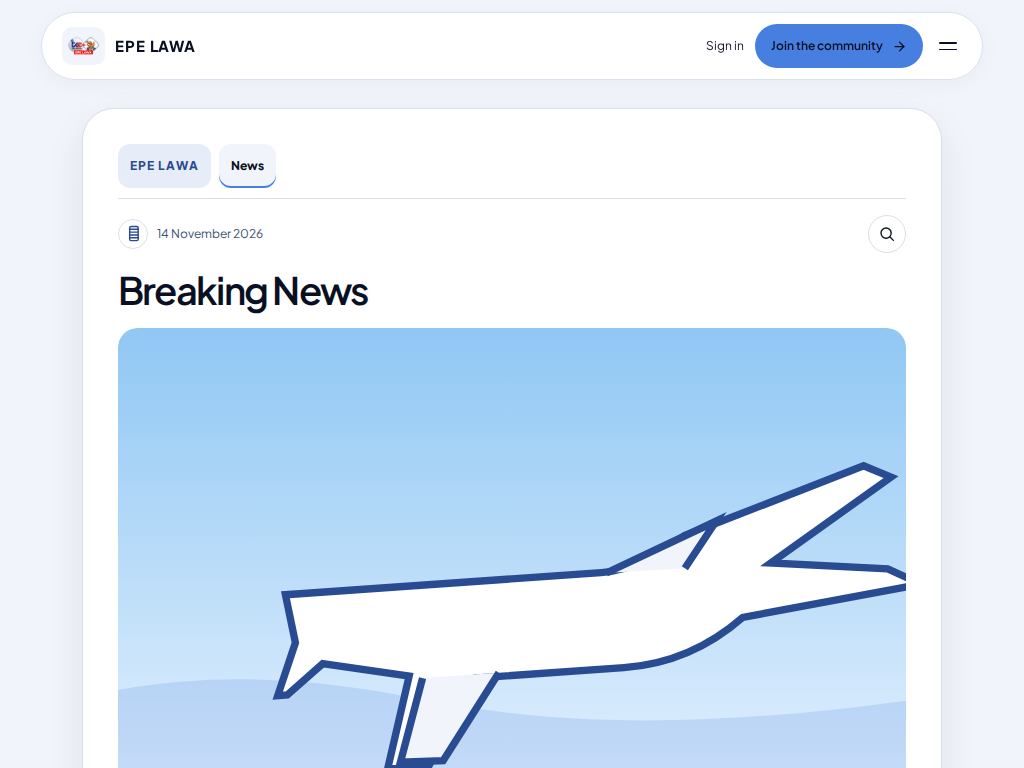 EPE LAWA
Sign in
Join the community
EPE LAWA
News
14 November 2026
Breaking News